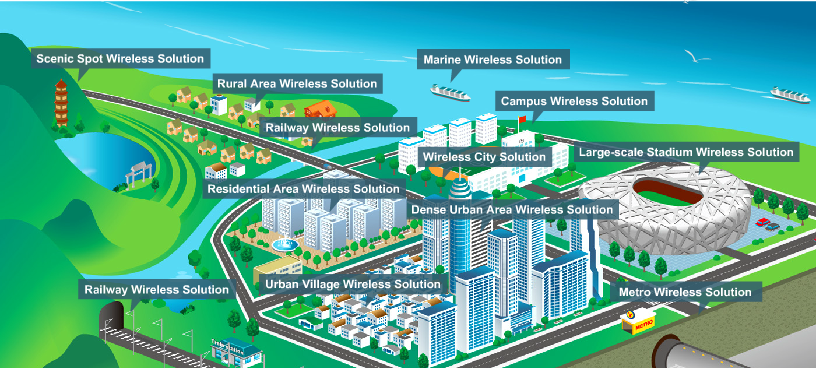 Scenic Spot Wireless Solution
Marine Wireless Solution
Rural Area Wireless Solution
Campus Wireless Solution
Railway Wireless Solution
Wireless City Solution
Large-scale Stadium Wireless Solution
Residential Area Wireless Solution
Dense Urban Area Wireless Solution
Urban Village Wireless Solution
Railway Wireless Solution
Metro Wireless Solution
METRO